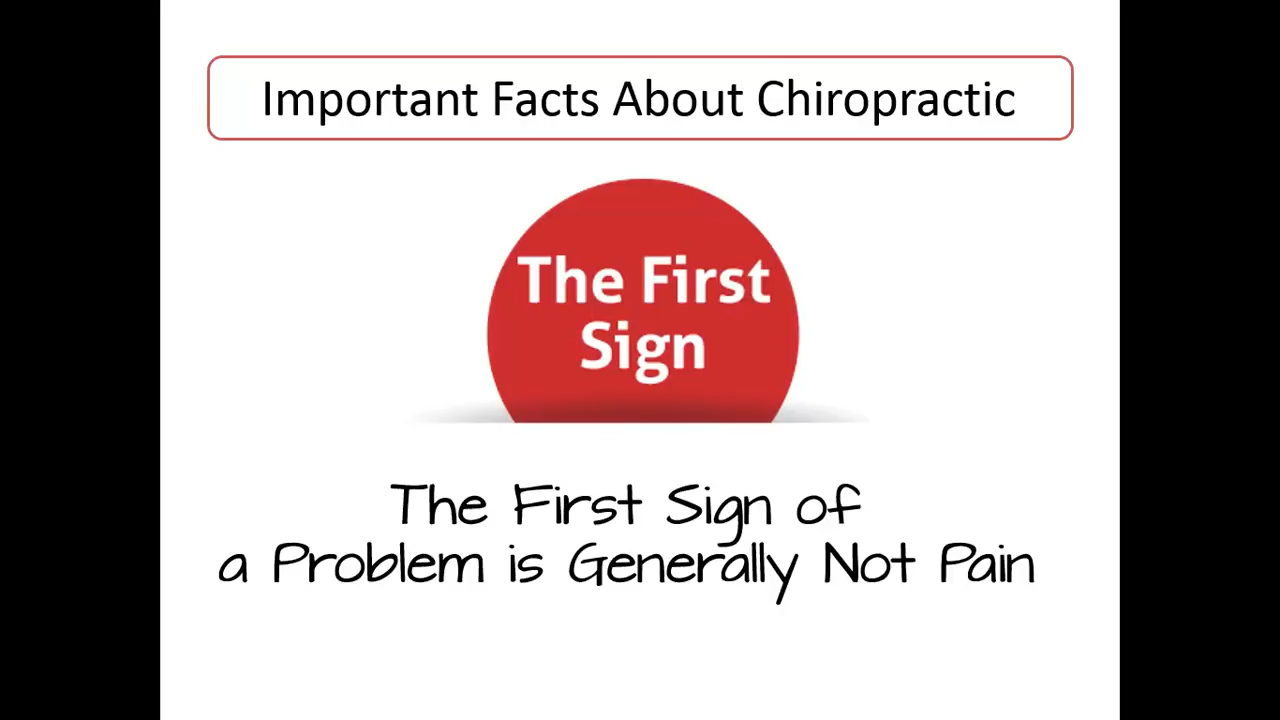 Important Facts About Chiropractic
The First
Sign
The First Sign of
a Problem is Generally Not Pain